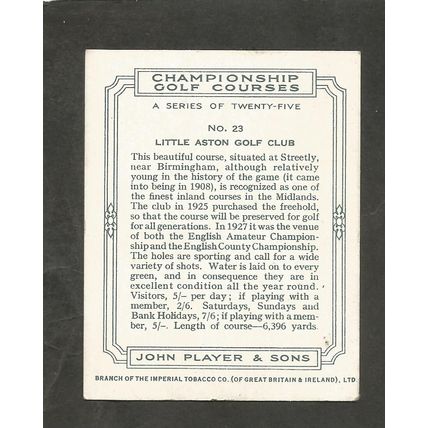 CHAMPIONSHIP
GOLF COURSES
A SERIES OF TWENTY-FIVE
No. 23
LITTLE ASTON GOLF CLUB
This beautiful course, situated at Streetly,
near Birmingham, although relatively
young in the history of the game (it came
into being in 1908), is recognized as one of
the finest inland courses in the Midlands.
The club in 1925 purchased the freehold,
so that the course will be preserved for golf
for all generations. In 1927 it was the venue
of both the English Amateur Champion-
ship and the English County Championship.
The holes are sporting and call for a wide
variety of shots. Water is laid on to every
green, and in consequence they are in
excellent condition all the year round.
Visitors, 5/- per day; if playing with a
member, 2/6. Saturdays, Sundays and
Bank Holidays, 7/6; if playing with a mem-
ber, 5/-. Length of course—6,396 yards
JOHN PLAYER & SONS
BRANCH OF THE IMPERIAL TOBACCO CO. (OF GREAT BRITAIN & IRELAND), LTD